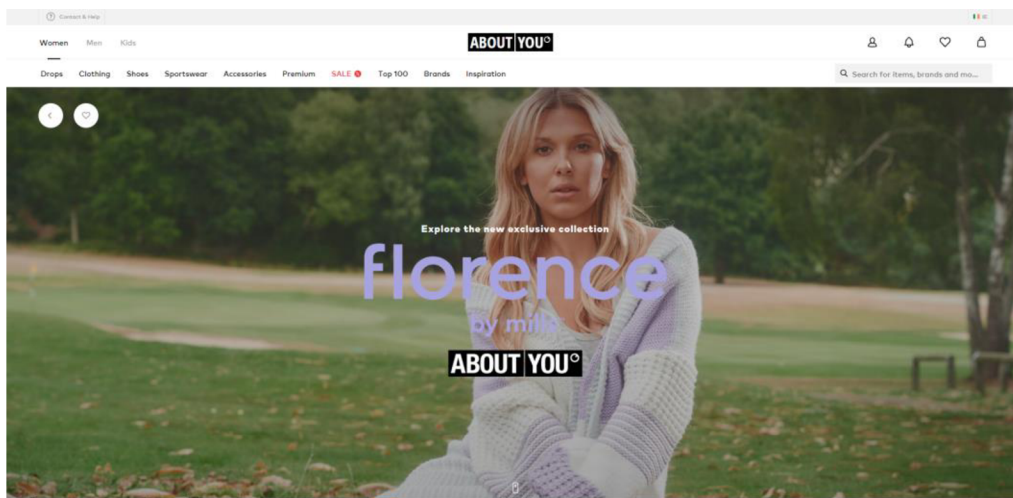 Contact & Help
IE
Women Men Kids
ABOUT YOU°
Drops Clothing Shoes Sportswear Accessories Premium SALE Top 100 Brands Inspiration
Search for items, brands and mo...
Explore the new exclusive collection
florence
by mills
ABOUT YOU°